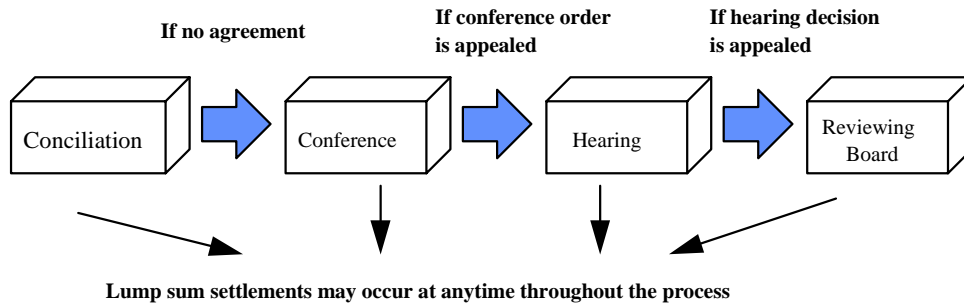 If no agreement
If conference order
is appealed
If hearing decision
is appealed
Conciliation
Conference
Hearing
Reviewing
Board
Lump sum settlements may occur at anytime throughout the process